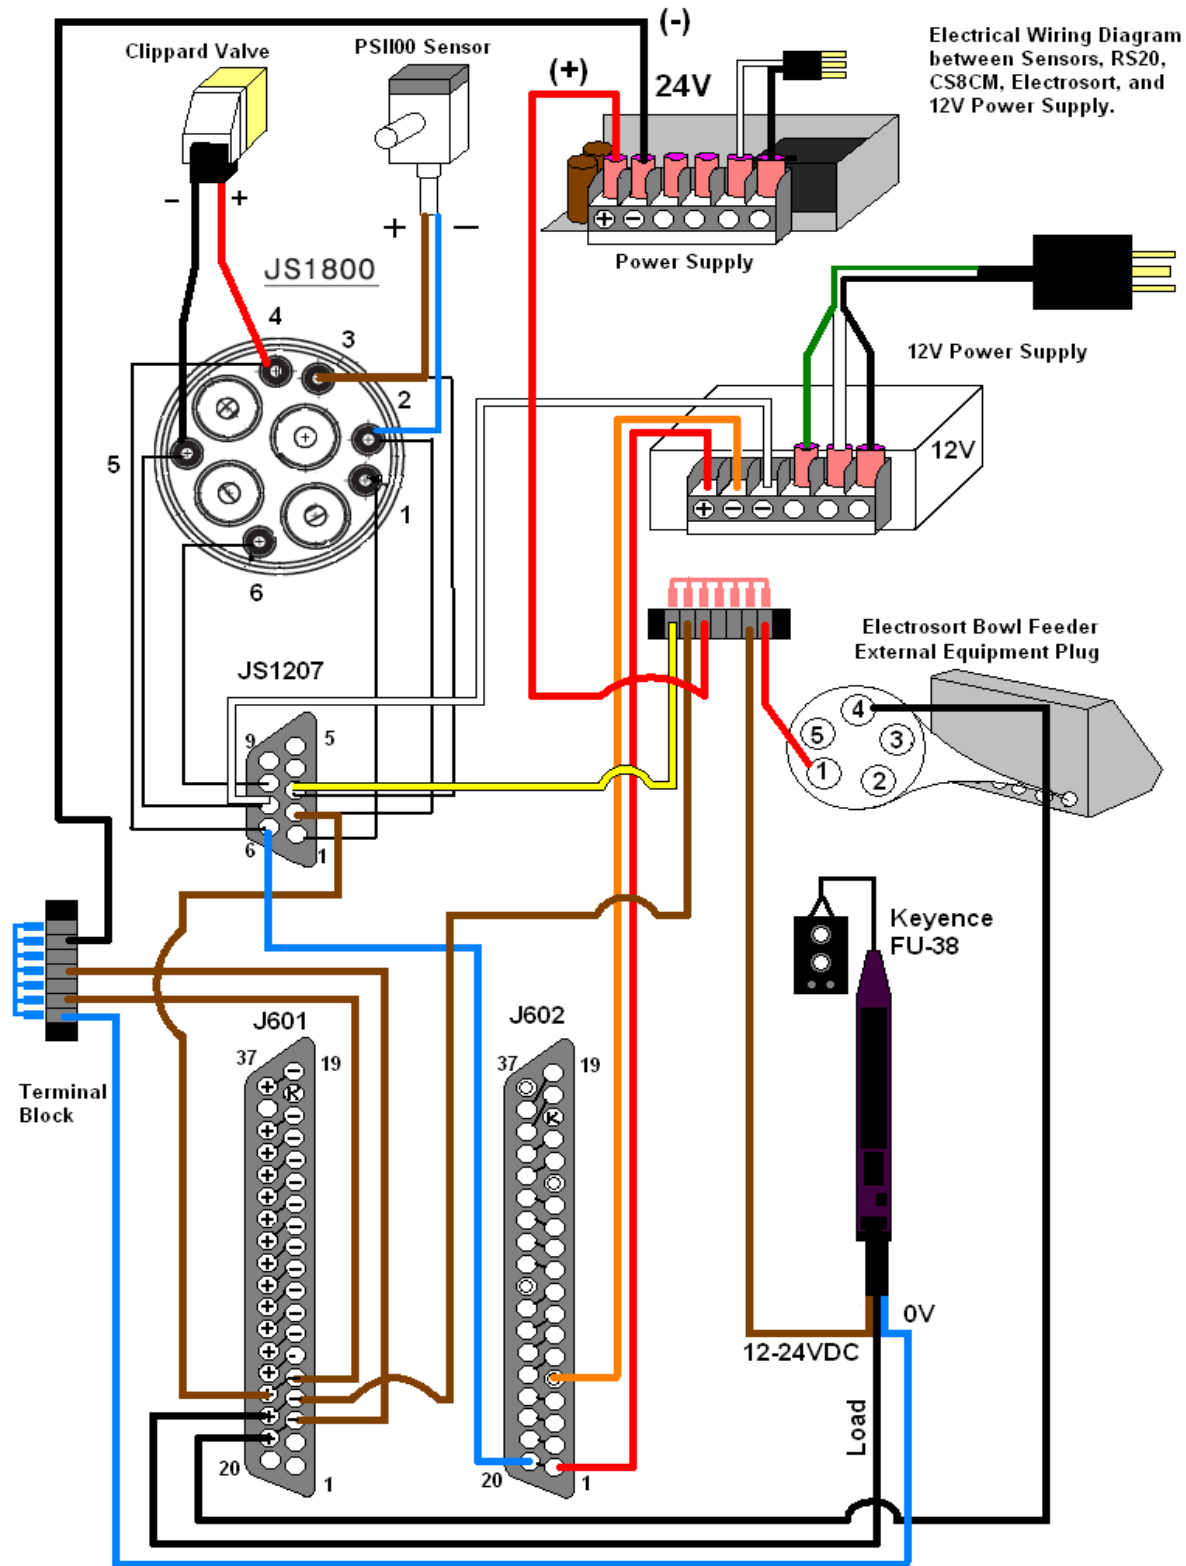 (-)
Clippard Valve
PSII00 Sensor
Electrical Wiring Diagram
between Sensors, RS20,
CS8CM, Electrosort, and
12V Power Supply.
(+)
24V
- +
+ −
+ −
Power Supply
JS1800
4
3
2
5
1
6
12V Power Supply
12V
+ − −
Electrosort Bowl Feeder
External Equipment Plug
4
5
3
1
2
JS1207
9
5
6
1
Keyence
FU-38
Terminal
Block
J601
J602
37
19
37
19
K
K
0V
12-24VDC
Load
20
1
20
1